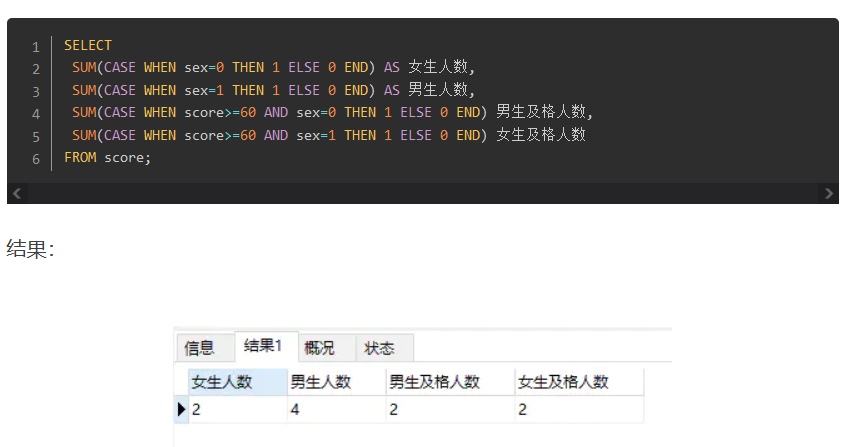 1 SELECT
2 SUM(CASE WHEN sex=0 THEN 1 ELSE 0 END) AS 女生人数,
3 SUM(CASE WHEN sex=1 THEN 1 ELSE 0 END) AS 男生人数,
4 SUM(CASE WHEN score>=60 AND sex=0 THEN 1 ELSE 0 END) 男生及格人数,
5 SUM(CASE WHEN score>=60 AND sex=1 THEN 1 ELSE 0 END) 女生及格人数
6 FROM score;
结果：
信息 结果1 概况 状态
女生人数 男生人数 男生及格人数 女生及格人数
2 4 2 2